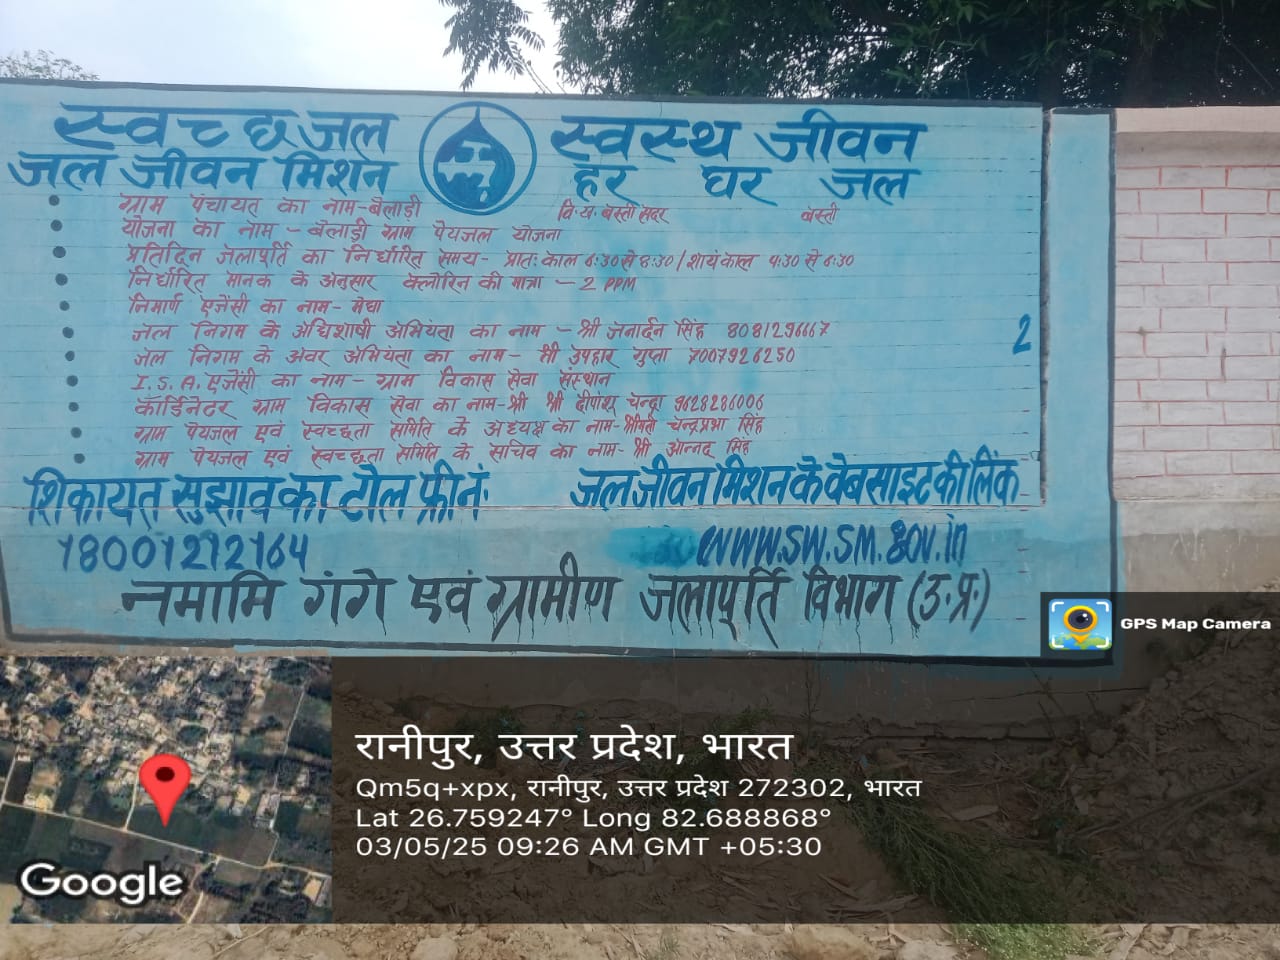 स्वच्छ जल स्वस्थ जीवन
जल जीवन मिशन हर घर जल
ग्राम पंचायत का नाम-बेलाड़ी वि.ख. बस्ती सदर बस्ती
योजना का नाम - बेलाड़ी ग्राम पेयजल योजना
प्रतिदिन जलापूर्ति का निर्धारित समय- प्रातः काल 6:30 से 8:30 / शायं काल 4:30 से 6:30
निर्धारित मानक के अनुसार क्लोरिन की मात्रा - 2 PPM
निमार्ण एजेंसी का नाम- मेघा
जल निगम के अधिशाषी अभियंता का नाम - श्री जनार्दन सिंह 8081296667
जल निगम के अवर अभियंता का नाम- श्री उपहार गुप्ता 7007926250
I.S.A. एजेंसी का नाम- ग्राम विकास सेवा संस्थान
कॉर्डिनेटर ग्राम विकास सेवा का नाम-श्री श्री दीपांशू चन्द्रा 9628286006
ग्राम पेयजल एवं स्वच्छता समिति के अध्यक्ष का नाम- श्रीमती चन्द्रप्रभा सिंह
ग्राम पेयजल एवं स्वच्छता समिति के सचिव का नाम- श्री आनन्द सिंह
2
शिकायत सुझाव का टोल फ्री नं. जल जीवन मिशन के वेबसाइट की लिंक
18001212164 www.sw.sm.gov.in
नमामि गंगे एवं ग्रामीण जलापूर्ति विभाग (उ.प्र.)
GPS Map Camera
रानीपुर, उत्तर प्रदेश, भारत
Qm5q+xpx, रानीपुर, उत्तर प्रदेश 272302, भारत
Lat 26.759247° Long 82.688868°
03/05/25 09:26 AM GMT +05:30
Google